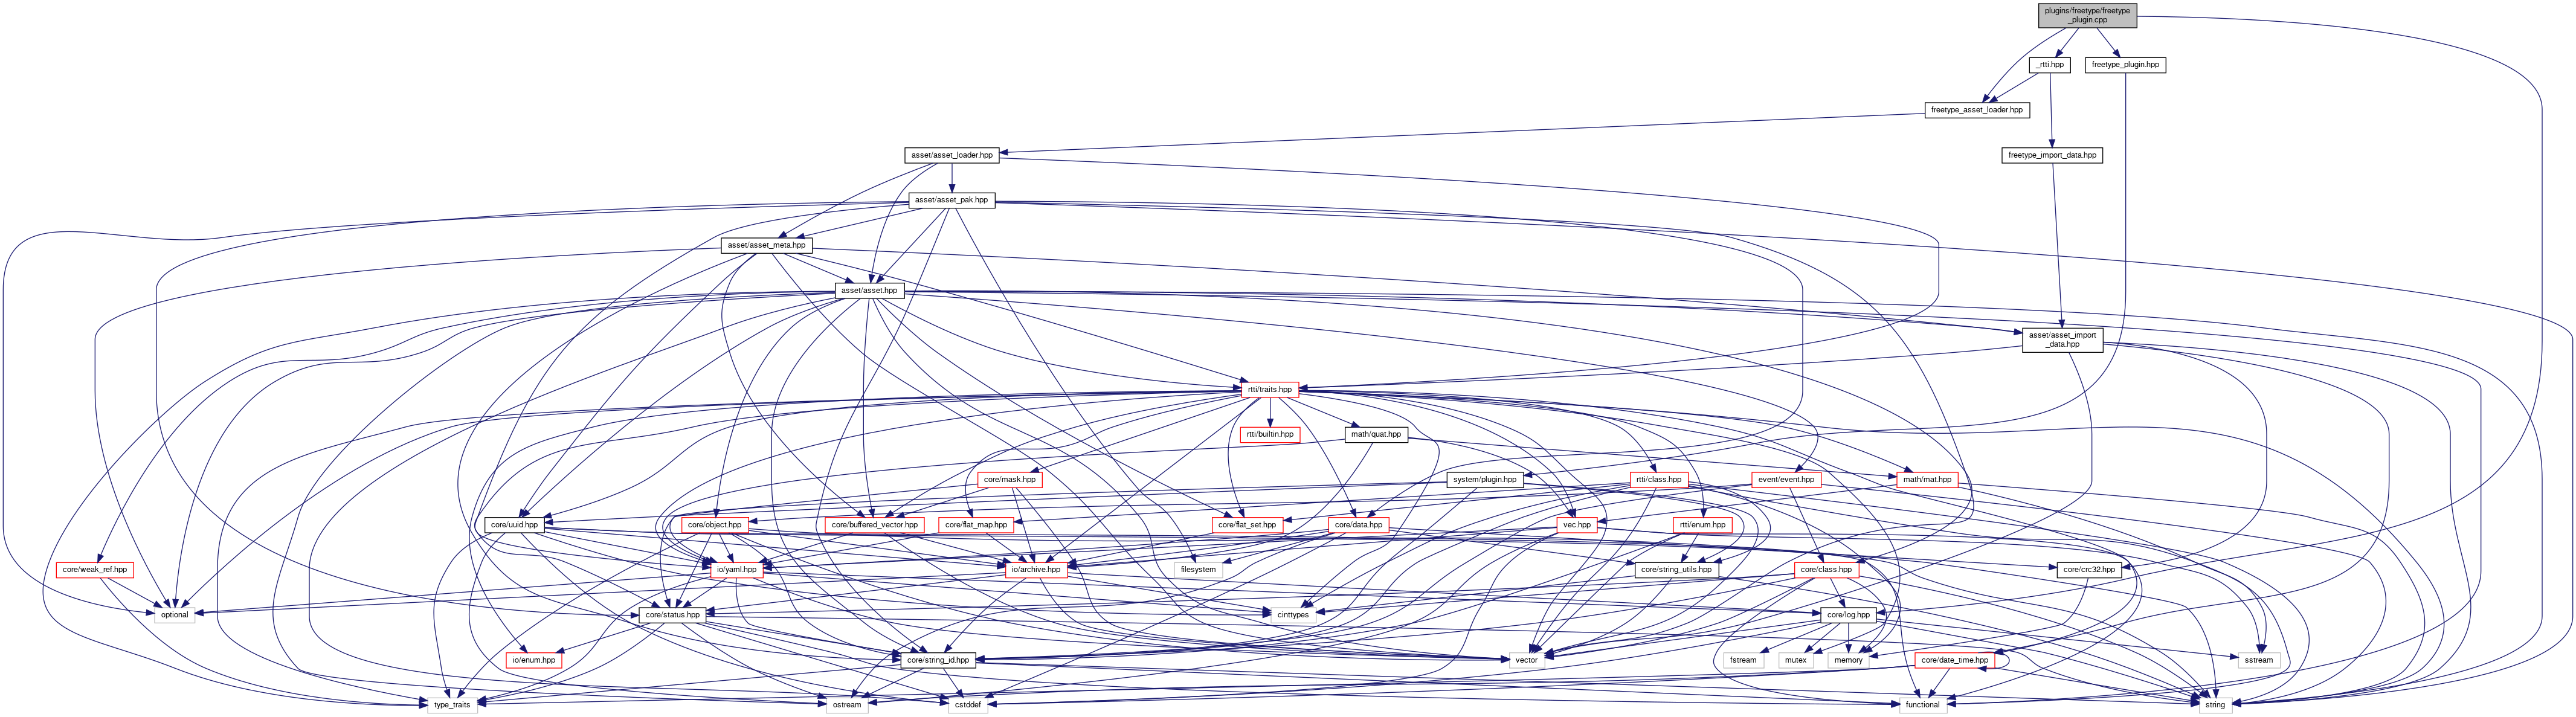 plugins/freetype/freetype
_plugin.cpp
_rtti.hpp
freetype_plugin.hpp
freetype_asset_loader.hpp
asset/asset_loader.hpp
freetype_import_data.hpp
asset/asset_pak.hpp
asset/asset_meta.hpp
asset/asset.hpp
asset/asset_import
_data.hpp
rtti/traits.hpp
rtti/builtin.hpp
math/quat.hpp
core/mask.hpp
system/plugin.hpp
rtti/class.hpp
event/event.hpp
math/mat.hpp
core/uuid.hpp
core/object.hpp
core/buffered_vector.hpp
core/flat_map.hpp
core/flat_set.hpp
core/data.hpp
vec.hpp
rtti/enum.hpp
core/weak_ref.hpp
io/yaml.hpp
io/archive.hpp
filesystem
core/string_utils.hpp
core/class.hpp
core/crc32.hpp
optional
core/status.hpp
cinttypes
core/log.hpp
io/enum.hpp
core/string_id.hpp
vector
fstream
mutex
memory
core/date_time.hpp
sstream
type_traits
ostream
cstddef
functional
string